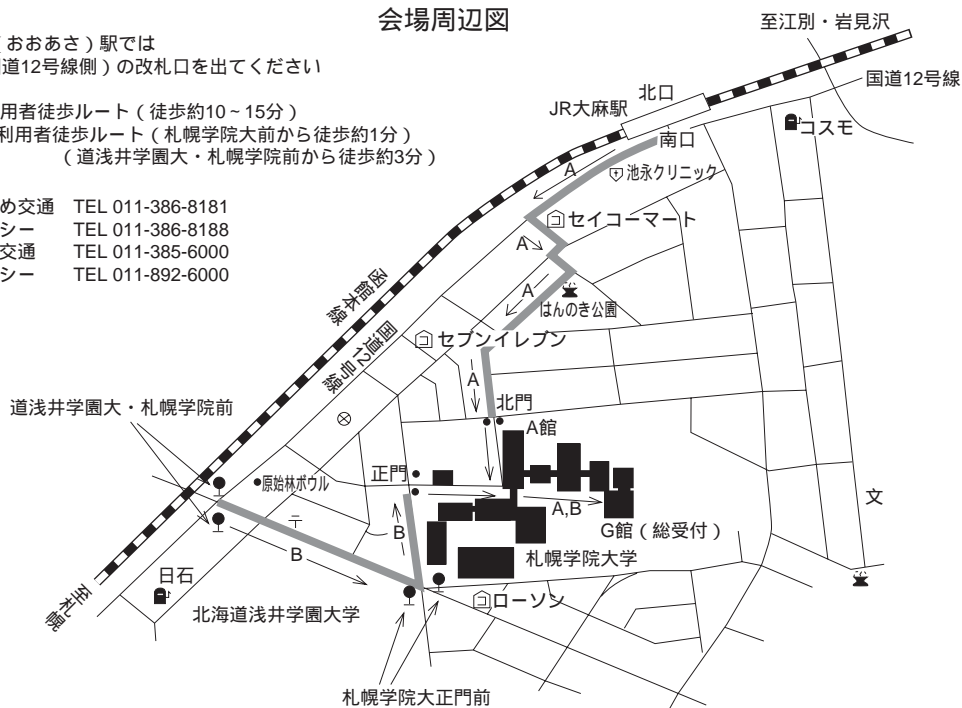 会場周辺図
至江別・岩見沢
（おおあさ）駅では
道12号線側）の改札口を出てください
国道12号線
用者徒歩ルート（徒歩約10～15分）
利用者徒歩ルート（札幌学院大前から徒歩約1分）
（道浅井学園大・札幌学院前から徒歩約3分）
北口
JR大麻駅
コスモ
南口
A
池永クリニック
め交通 TEL 011-386-8181
シー TEL 011-386-8188
交通 TEL 011-385-6000
シー TEL 011-892-6000
セイコーマート
A
A
はんのき公園
函館本線
国道12号線
セブンイレブン
A
道浅井学園大・札幌学院前
北門
A館
正門
原始林ボウル
文
A,B
G館（総受付）
B
B
札幌学院大学
日石
至札幌
北海道浅井学園大学
ローソン
札幌学院大正門前